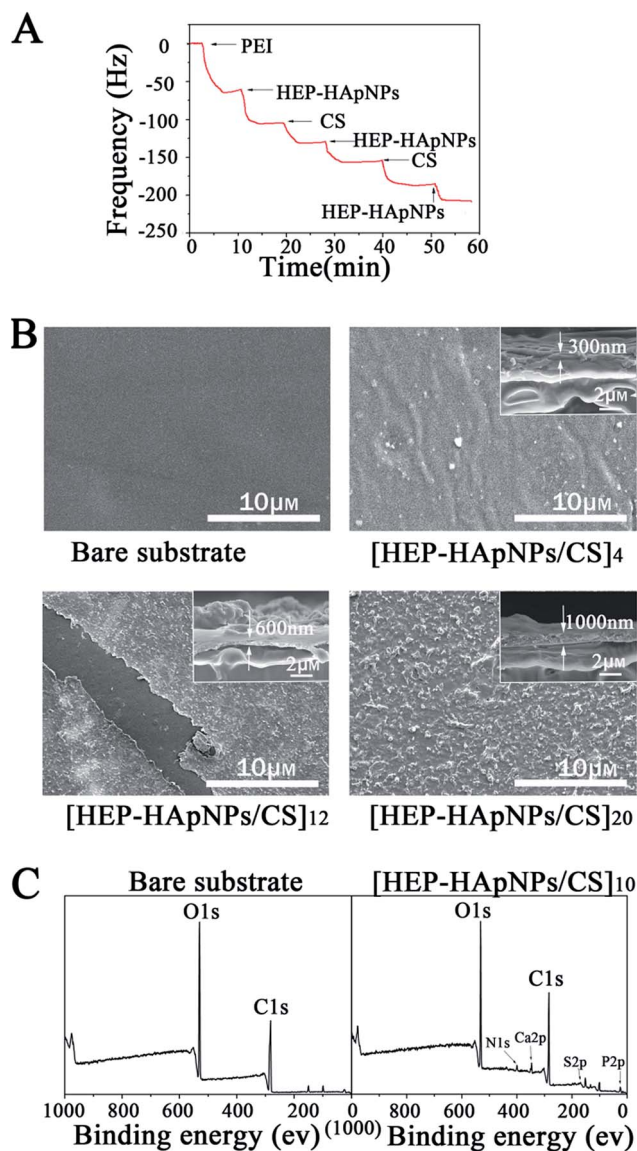 A
Frequency (Hz)
0
-50
-100
-150
-200
-250
PEI
HEP-HApNPs
CS
HEP-HApNPs
CS
HEP-HApNPs
0 10 20 30 40 50 60
Time(min)
B
10μM
Bare substrate
300nm
2μM
10μM
[HEP-HApNPs/CS]4
600nm
2μM
10μM
[HEP-HApNPs/CS]12
1000nm
2μM
10μM
[HEP-HApNPs/CS]20
C
Bare substrate
O1s
C1s
1000 800 600 400 200 0
Binding energy (ev)
[HEP-HApNPs/CS]10
O1s
C1s
N1s
Ca2p
S2p
P2p
(1000) 800 600 400 200 0
Binding energy (ev)